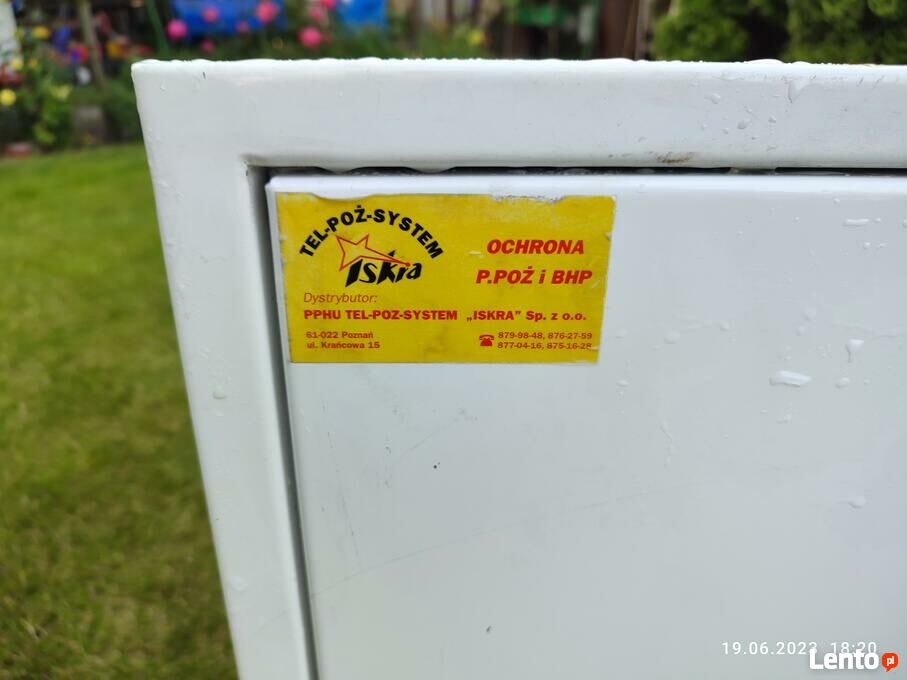 TEL-POŻ-SYSTEM
Iskra
OCHRONA
P.POŻ i BHP
Dystrybutor:
PPHU TEL-POZ-SYSTEM „ISKRA” Sp. z o.o.
61-022 Poznań
ul. Krańcowa 15
879-98-48, 876-27-59
877-04-16, 875-16-28
19.06.2023 18:20
Lento.pl